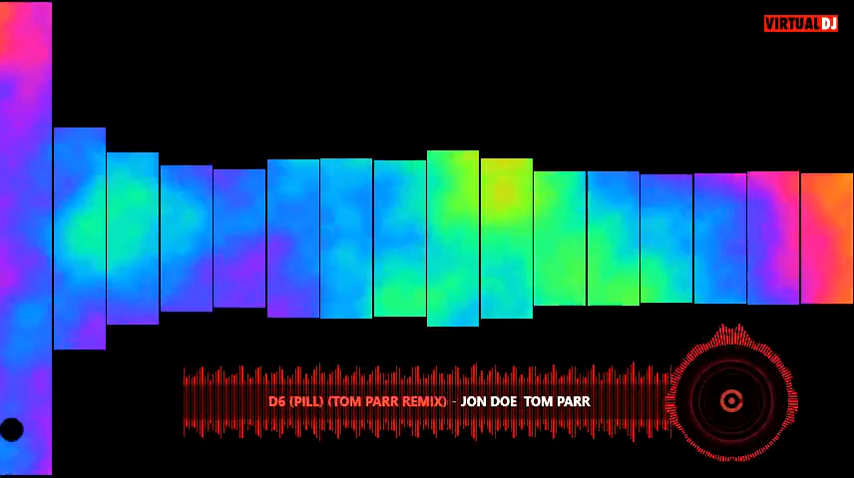 VIRTUALDJ
D6 (PILL) (TOM PARR REMIX) - JON DOE TOM PARR